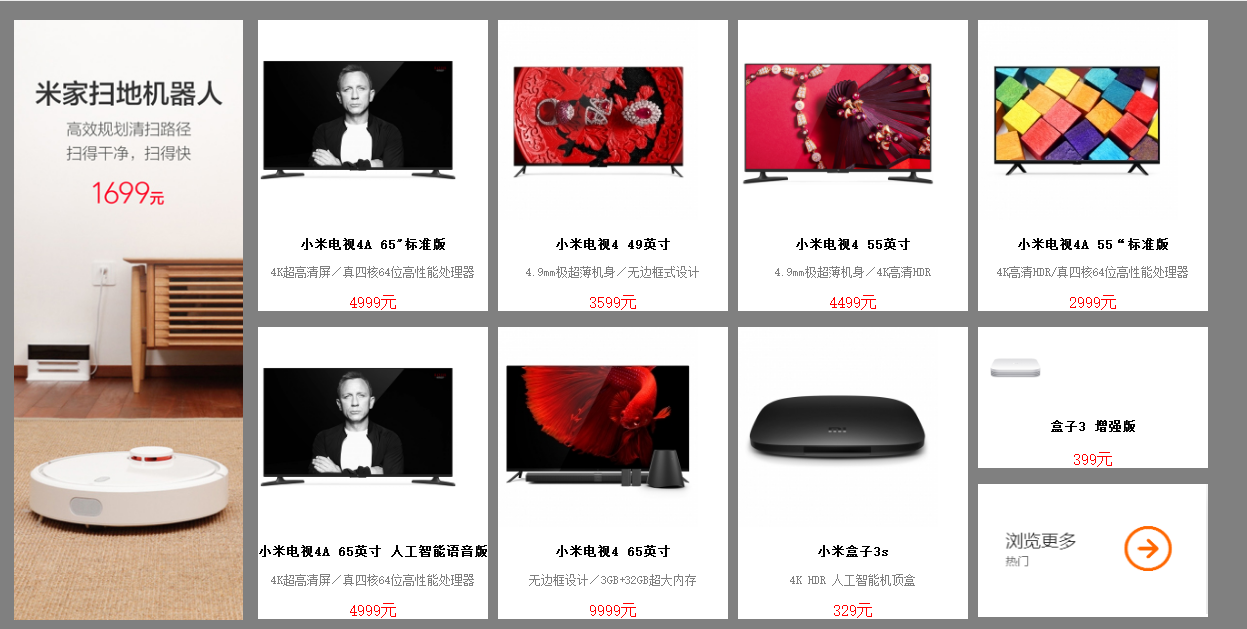 米家扫地机器人
高效规划清扫路径
扫得干净，扫得快
1699元
小米电视4A 65"标准版
4K超高清屏／真四核64位高性能处理器
4999元
小米电视4 49英寸
4.9mm极超薄机身／无边框式设计
3599元
小米电视4 55英寸
4.9mm极超薄机身／4K高清HDR
4499元
小米电视4A 55“标准版
4K高清HDR/真四核64位高性能处理器
2999元
小米电视4A 65英寸 人工智能语音版
4K超高清屏／真四核64位高性能处理器
4999元
小米电视4 65英寸
无边框设计／3GB+32GB超大内存
9999元
小米盒子3s
4K HDR 人工智能机顶盒
329元
盒子3 增强版
399元
浏览更多
热门